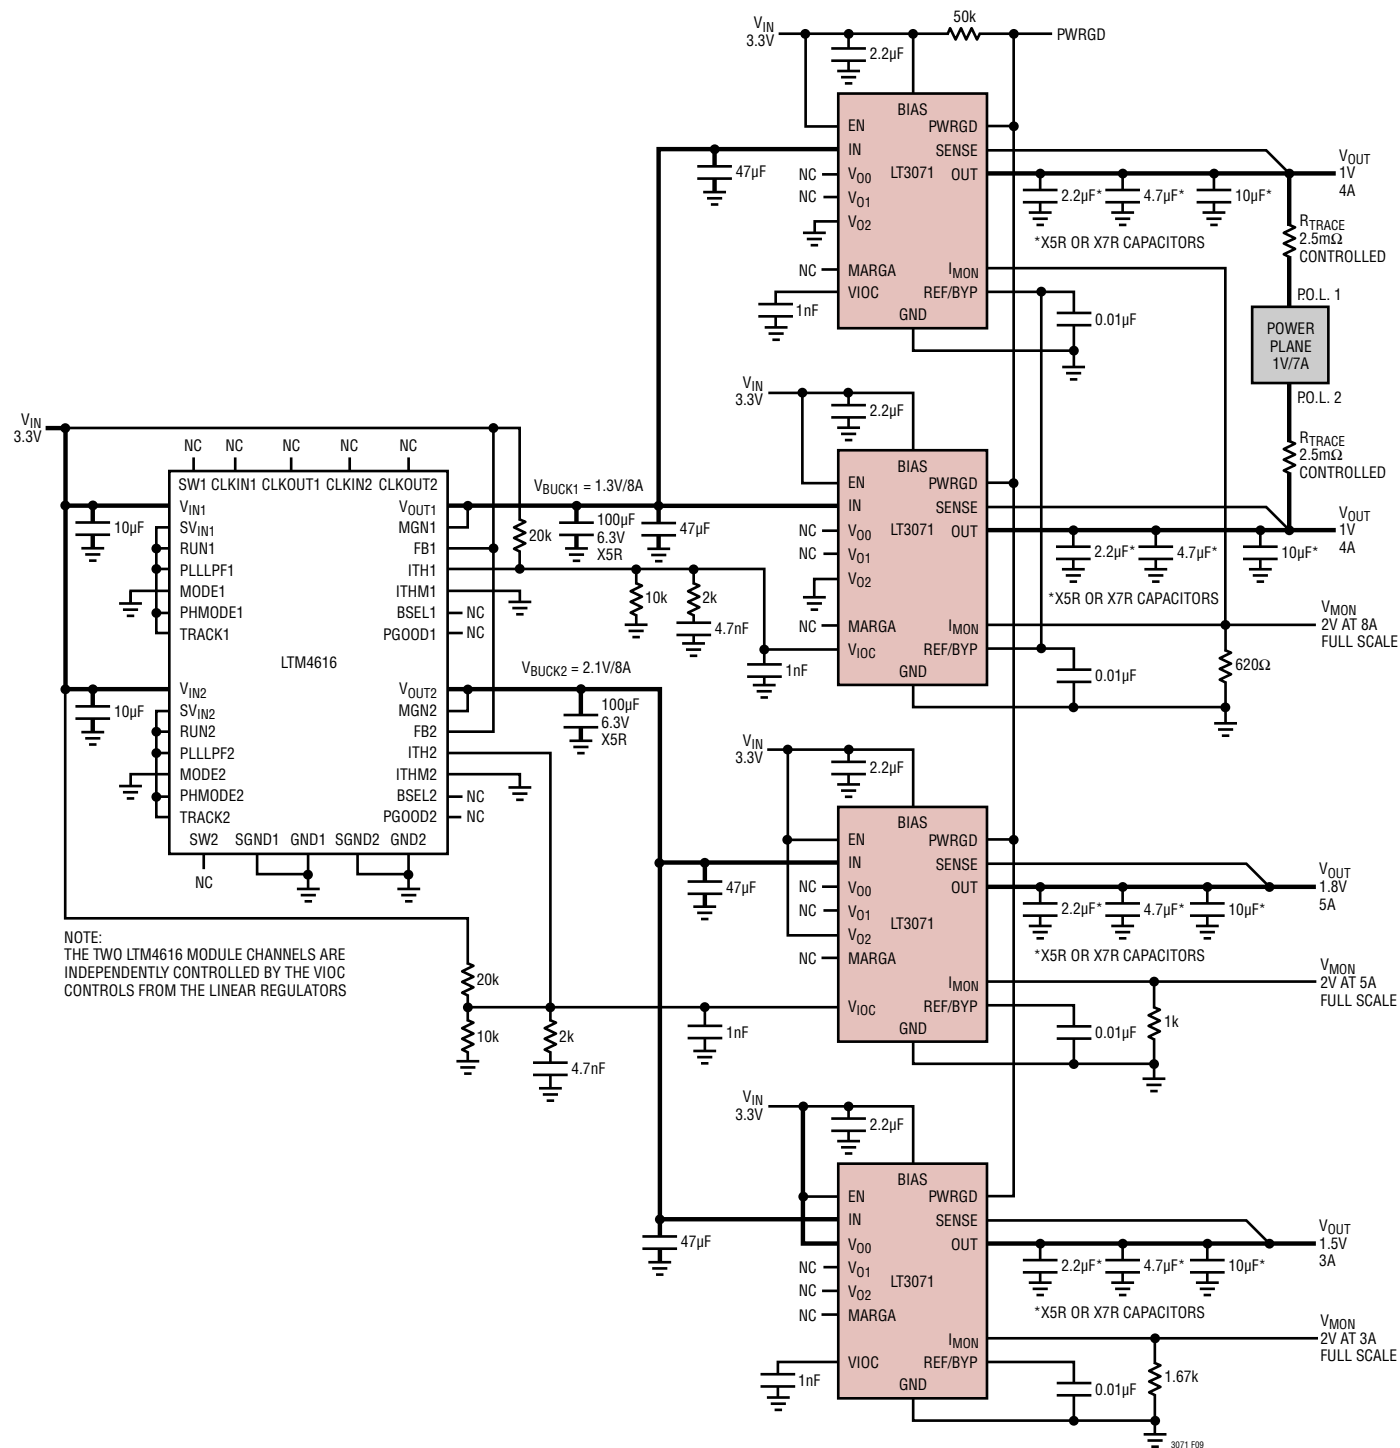 VIN
3.3V
50k
PWRGD
2.2µF
BIAS
EN
PWRGD
IN
SENSE
47µF
NC
VO0
LT3071
OUT
NC
VO1
VO2
2.2µF*
4.7µF*
10µF*
VOUT
1V
4A
*X5R OR X7R CAPACITORS
RTRACE
2.5mΩ
CONTROLLED
NC
MARGA
IMON
VIOC
REF/BYP
1nF
GND
0.01µF
P.O.L. 1
POWER
PLANE
1V/7A
P.O.L. 2
VIN
3.3V
2.2µF
BIAS
EN
PWRGD
IN
SENSE
NC
VO0
LT3071
OUT
NC
VO1
VO2
RTRACE
2.5mΩ
CONTROLLED
VOUT
1V
4A
2.2µF*
4.7µF*
10µF*
*X5R OR X7R CAPACITORS
NC
MARGA
IMON
VIOC
REF/BYP
1nF
GND
0.01µF
VMON
2V AT 8A
FULL SCALE
620Ω
VIN
3.3V
NC
NC
NC
NC
NC
SW1
CLKIN1
CLKOUT1
CLKIN2
CLKOUT2
VIN1
VOUT1
VBUCK1 = 1.3V/8A
10µF
SVIN1
MGN1
RUN1
FB1
PLLLPF1
ITH1
MODE1
ITHM1
PHMODE1
BSEL1
NC
TRACK1
PGOOD1
NC
20k
100µF
6.3V
X5R
47µF
10k
2k
4.7nF
LTM4616
VBUCK2 = 2.1V/8A
VIN2
VOUT2
10µF
SVIN2
MGN2
RUN2
FB2
PLLLPF2
ITH2
MODE2
ITHM2
PHMODE2
BSEL2
NC
TRACK2
PGOOD2
NC
SW2
SGND1
GND1
SGND2
GND2
NC
100µF
6.3V
X5R
NOTE:
THE TWO LTM4616 MODULE CHANNELS ARE
INDEPENDENTLY CONTROLLED BY THE VIOC
CONTROLS FROM THE LINEAR REGULATORS
20k
10k
2k
4.7nF
1nF
VIN
3.3V
2.2µF
BIAS
EN
PWRGD
IN
SENSE
47µF
NC
VO0
OUT
NC
VO1
LT3071
VO2
NC
MARGA
VOUT
1.8V
5A
2.2µF*
4.7µF*
10µF*
*X5R OR X7R CAPACITORS
IMON
VIOC
REF/BYP
GND
0.01µF
1k
VMON
2V AT 5A
FULL SCALE
VIN
3.3V
2.2µF
BIAS
EN
PWRGD
IN
SENSE
47µF
VO0
OUT
NC
VO1
LT3071
NC
VO2
NC
MARGA
VOUT
1.5V
3A
2.2µF*
4.7µF*
10µF*
*X5R OR X7R CAPACITORS
IMON
VIOC
REF/BYP
1nF
GND
0.01µF
1.67k
VMON
2V AT 3A
FULL SCALE
3071 F09